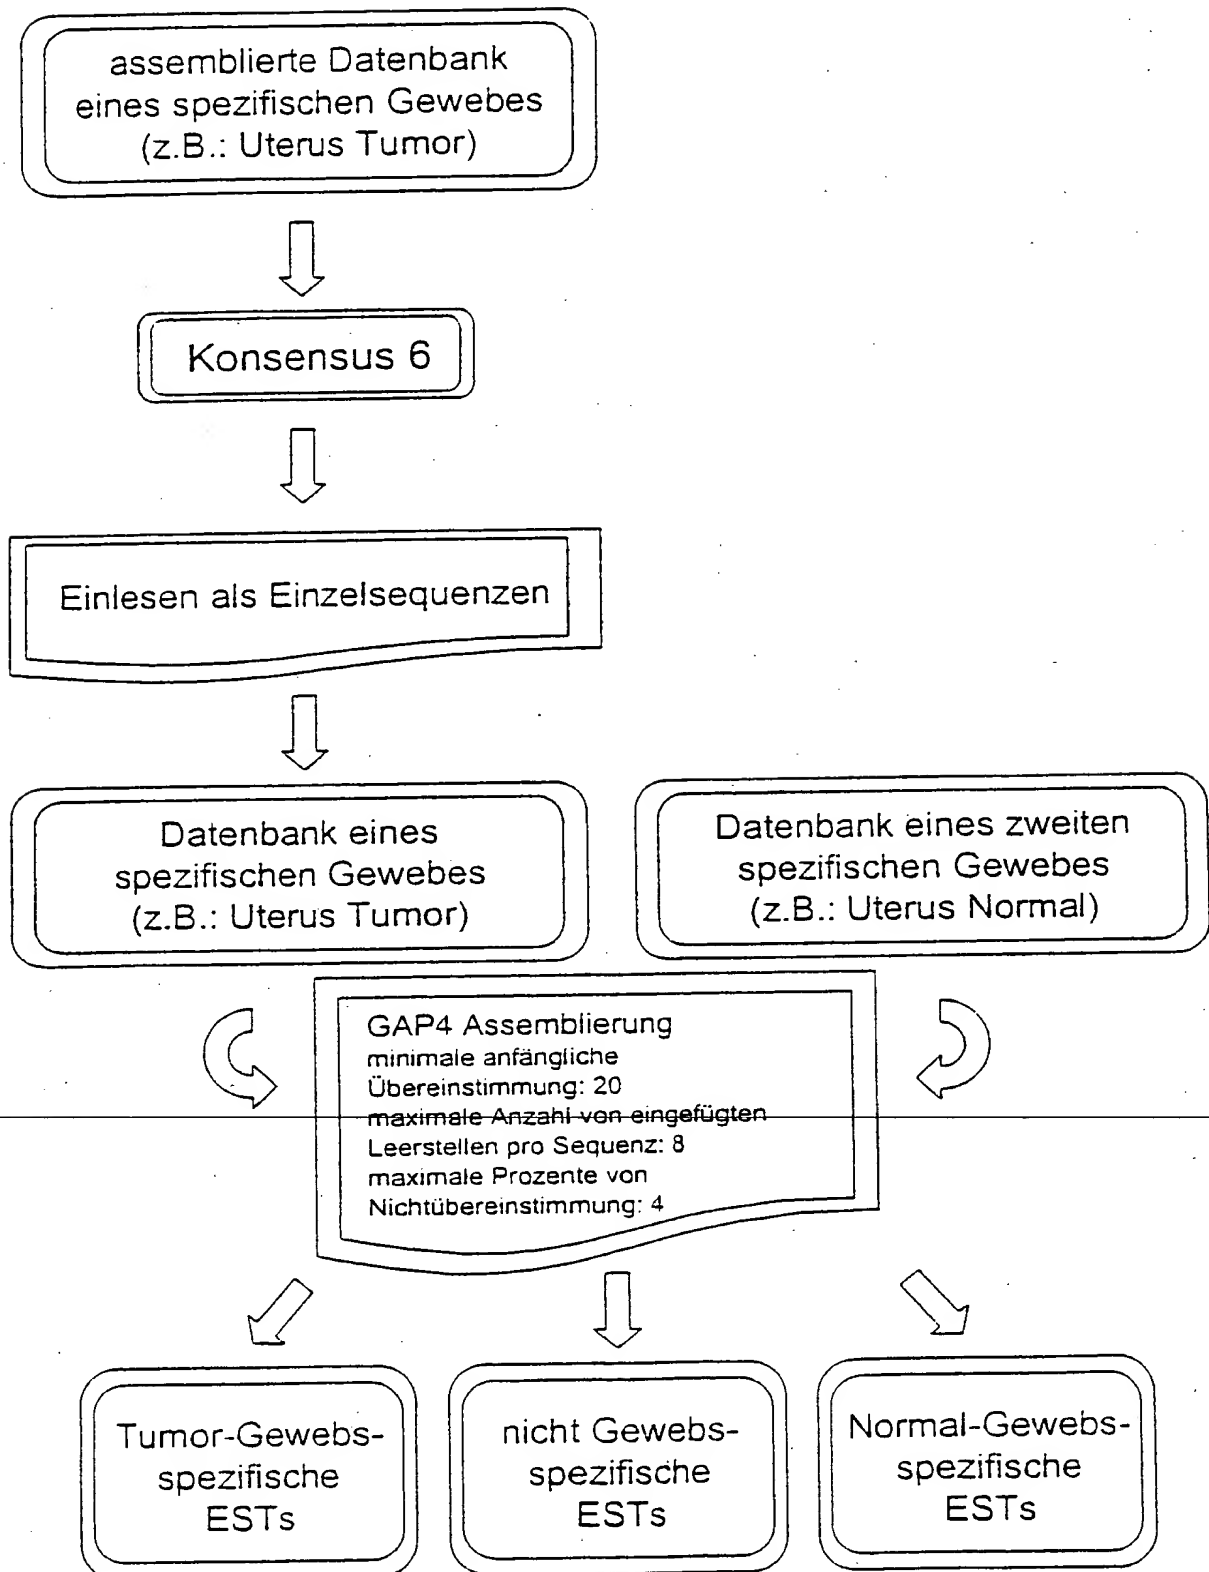 assemblierte Datenbank
eines spezifischen Gewebes
(z.B.: Uterus Tumor)
Konsensus 6
Einlesen als Einzelsequenzen
Datenbank eines
spezifischen Gewebes
(z.B.: Uterus Tumor)
Datenbank eines zweiten
spezifischen Gewebes
(z.B.: Uterus Normal)
GAP4 Assemblierung
minimale anfängliche
Übereinstimmung: 20
maximale Anzahl von eingefügten
Leerstellen pro Sequenz: 8
maximale Prozente von
Nichtübereinstimmung: 4
Tumor-Gewebs-
spezifische
ESTs
nicht Gewebs-
spezifische
ESTs
Normal-Gewebs-
spezifische
ESTs